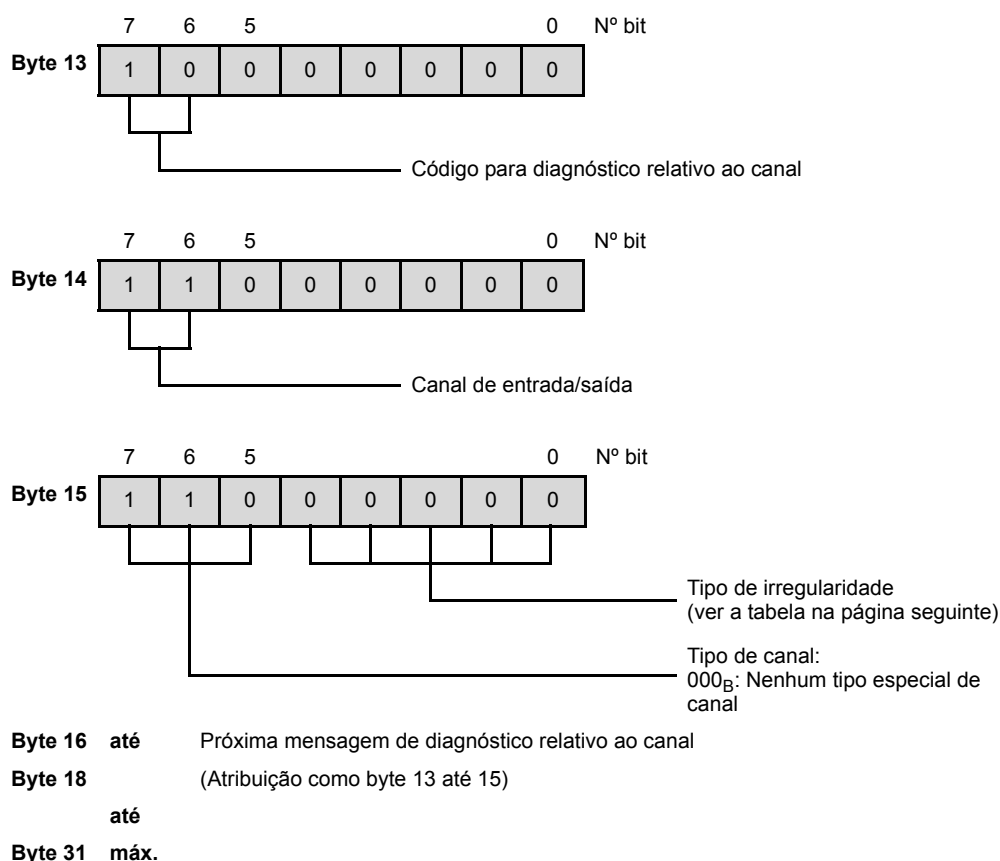 7 6 5 0 Nº bit
Byte 13 1 0 0 0 0 0 0 0
Código para diagnóstico relativo ao canal
7 6 5 0 Nº bit
Byte 14 1 1 0 0 0 0 0 0
Canal de entrada/saída
7 6 5 0 Nº bit
Byte 15 1 1 0 0 0 0 0 0
Tipo de irregularidade
(ver a tabela na página seguinte)
Tipo de canal:
000B: Nenhum tipo especial de
canal
Byte 16 até Próxima mensagem de diagnóstico relativo ao canal
Byte 18 (Atribuição como byte 13 até 15)
até
Byte 31 máx.